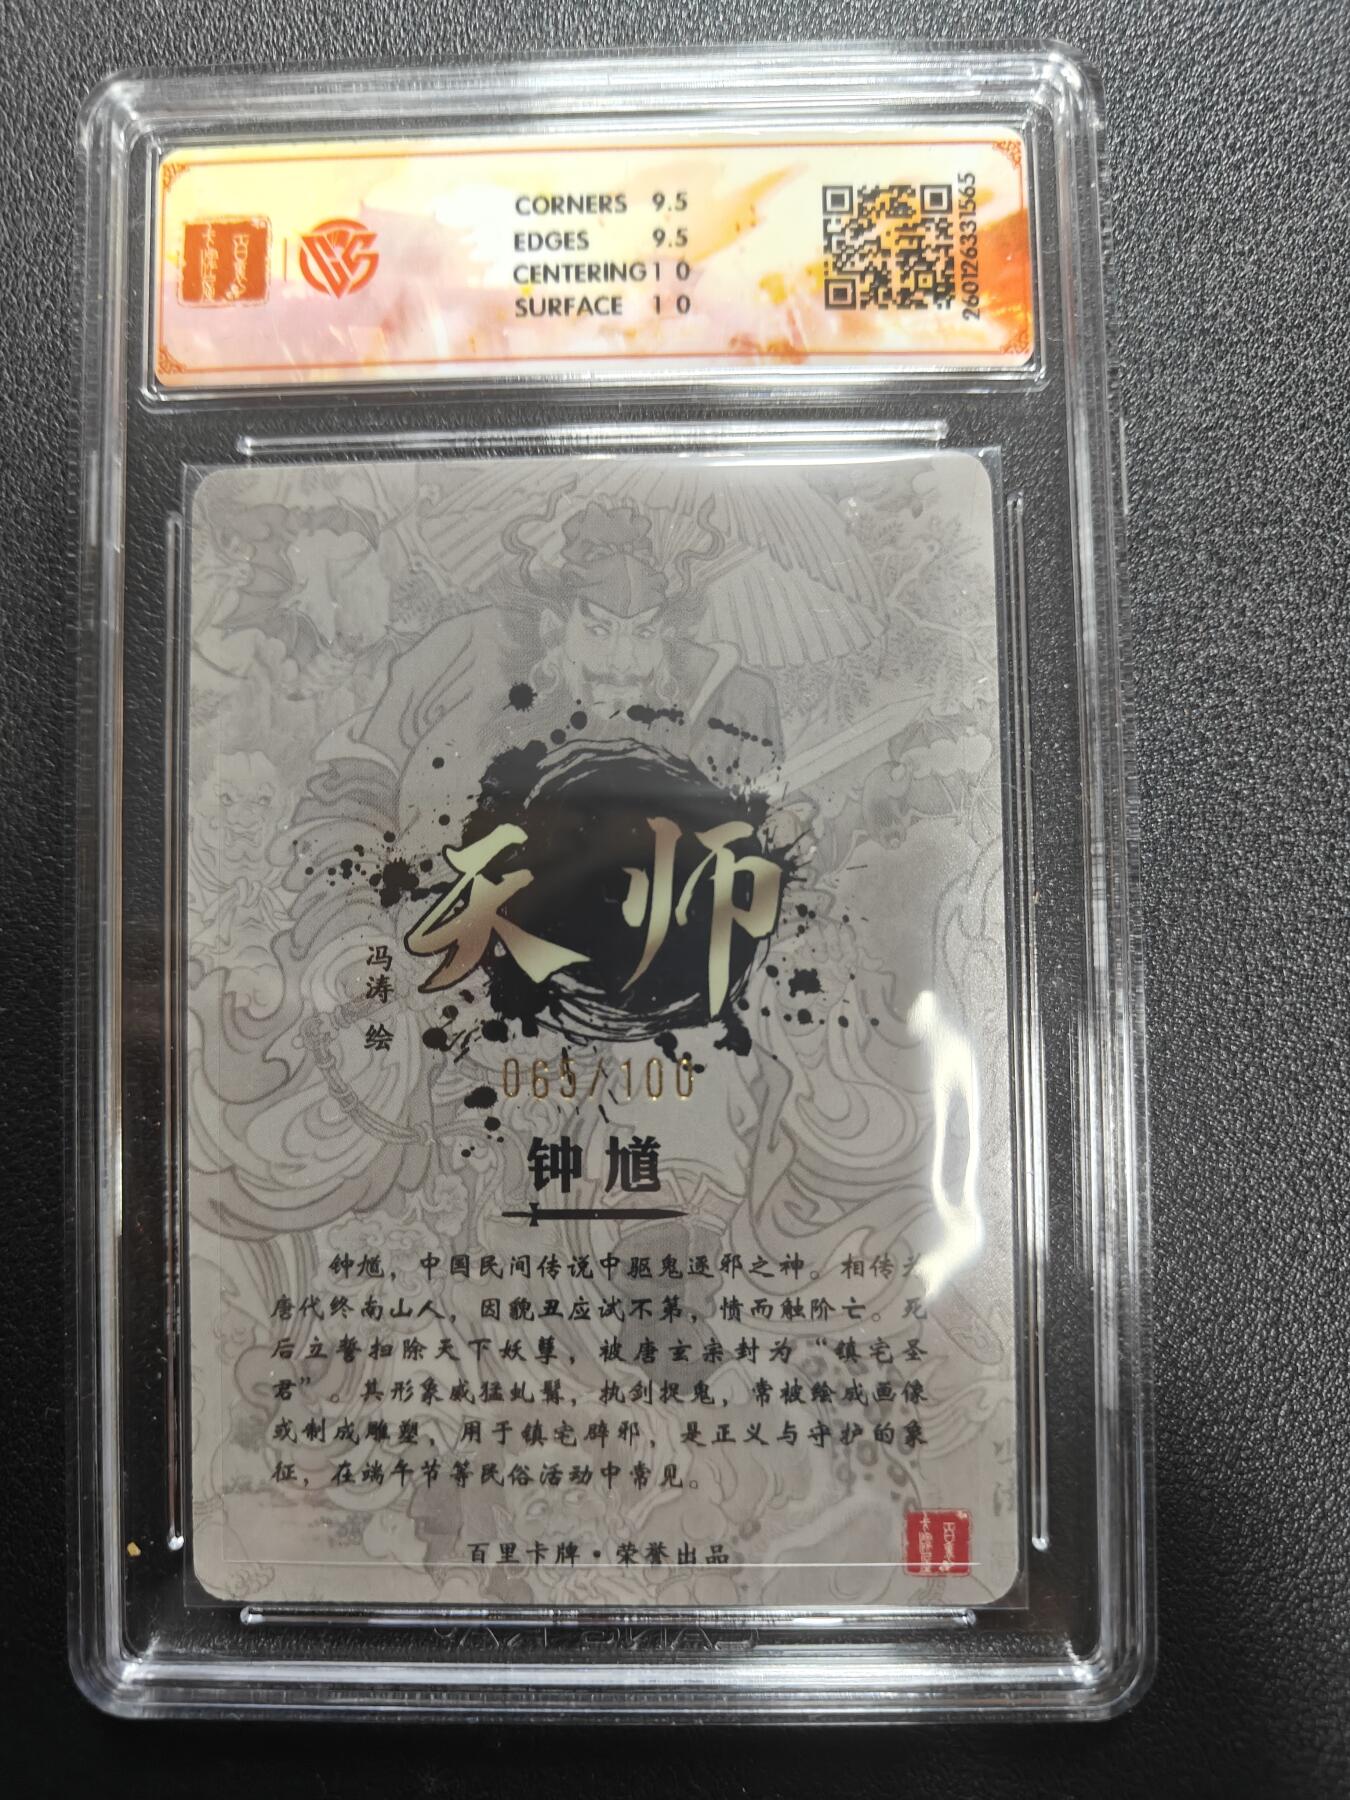 CORNERS 9.5
EDGES 9.5
CENTERING 10
SURFACE 10
2601263331565
天师
冯涛绘
065/100
钟馗
钟馗，中国民间传说中驱鬼逐邪之神。相传为
唐代终南山人，因貌丑应试不第，愤而触阶亡。死
后立誓扫除天下妖孽，被唐玄宗封为“镇宅圣
君”。其形象威猛虬髯，执剑捉鬼，常被绘成画像
或制成雕塑，用于镇宅辟邪，是正义与守护的象
征，在端午节等民俗活动中常见。
百里卡牌·荣誉出品